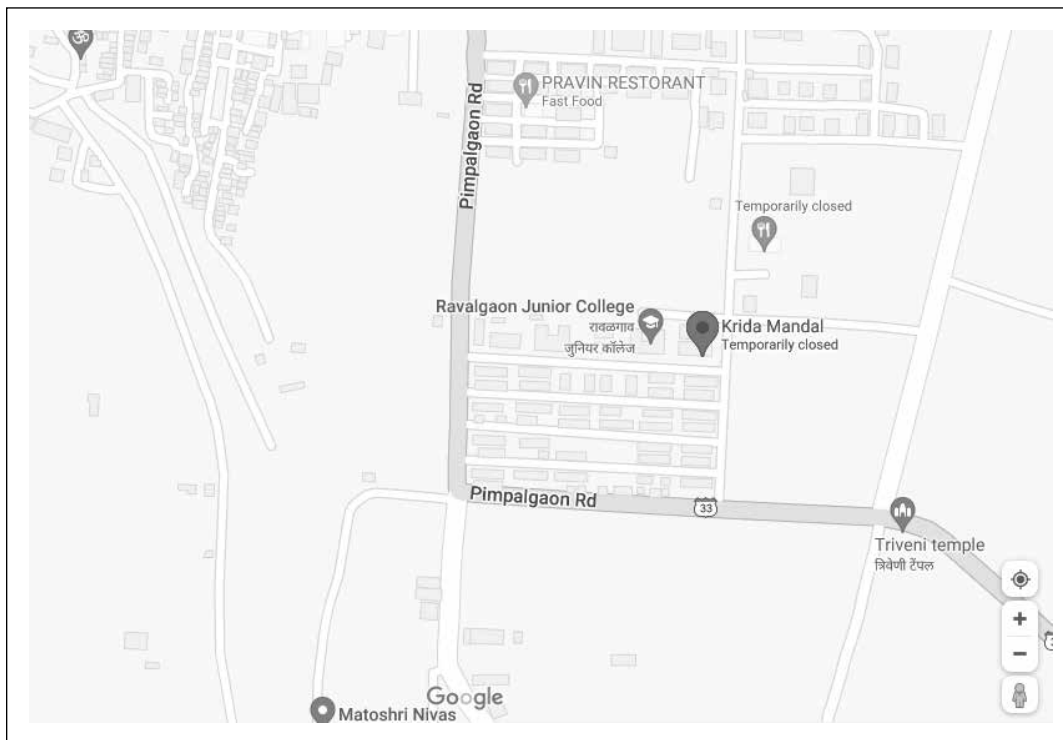 PRAVIN RESTORANT
Fast Food
Pimpalgaon Rd
Temporarily closed
Ravalgaon Junior College
रावळगाव
जुनियर कॉलेज
Krida Mandal
Temporarily closed
Pimpalgaon Rd
33
Triveni temple
त्रिवेणी टेंपल
Google
Matoshri Nivas